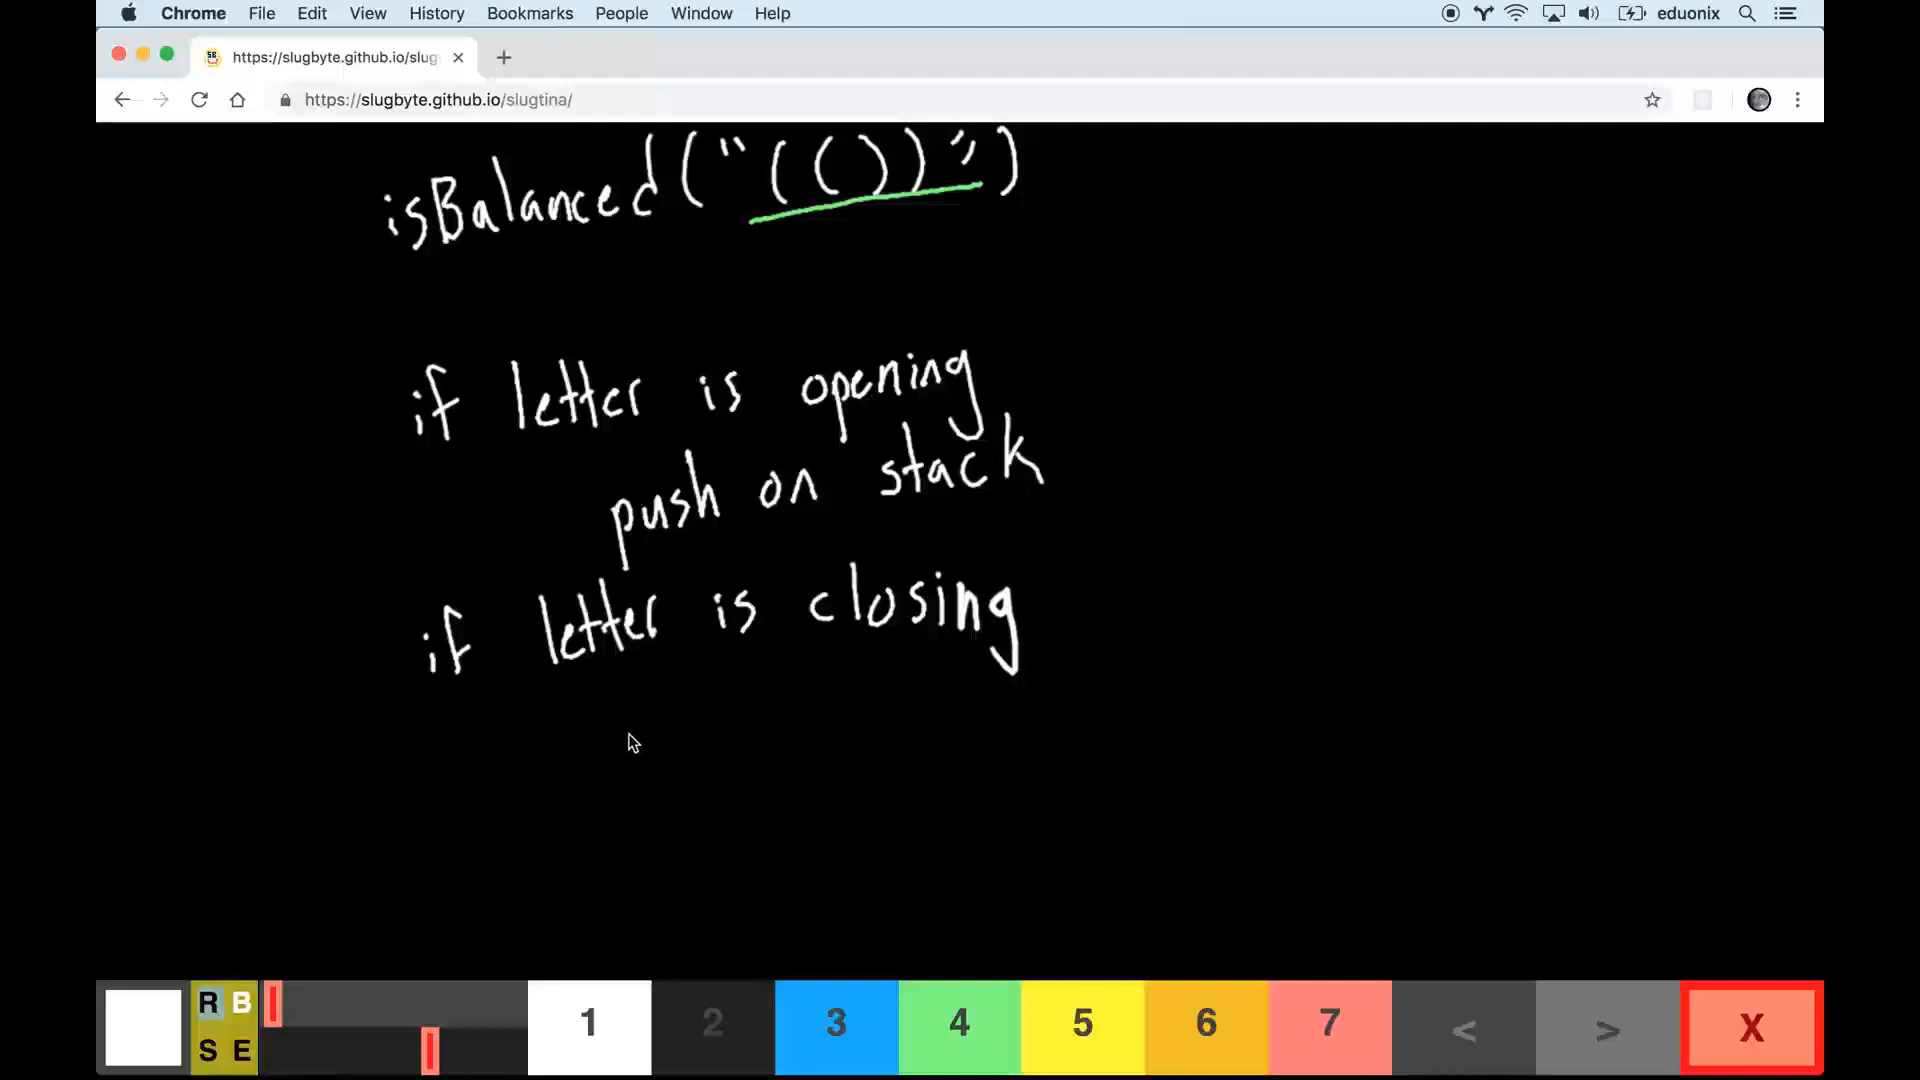 Chrome File Edit View History Bookmarks People Window Help eduonix
https://slugbyte.github.io/slug
https://slugbyte.github.io/slugtina/
isBalanced("(())")
if letter is opening
push on stack
if letter is closing
R B
S E
1 2 3 4 5 6 7 < > X